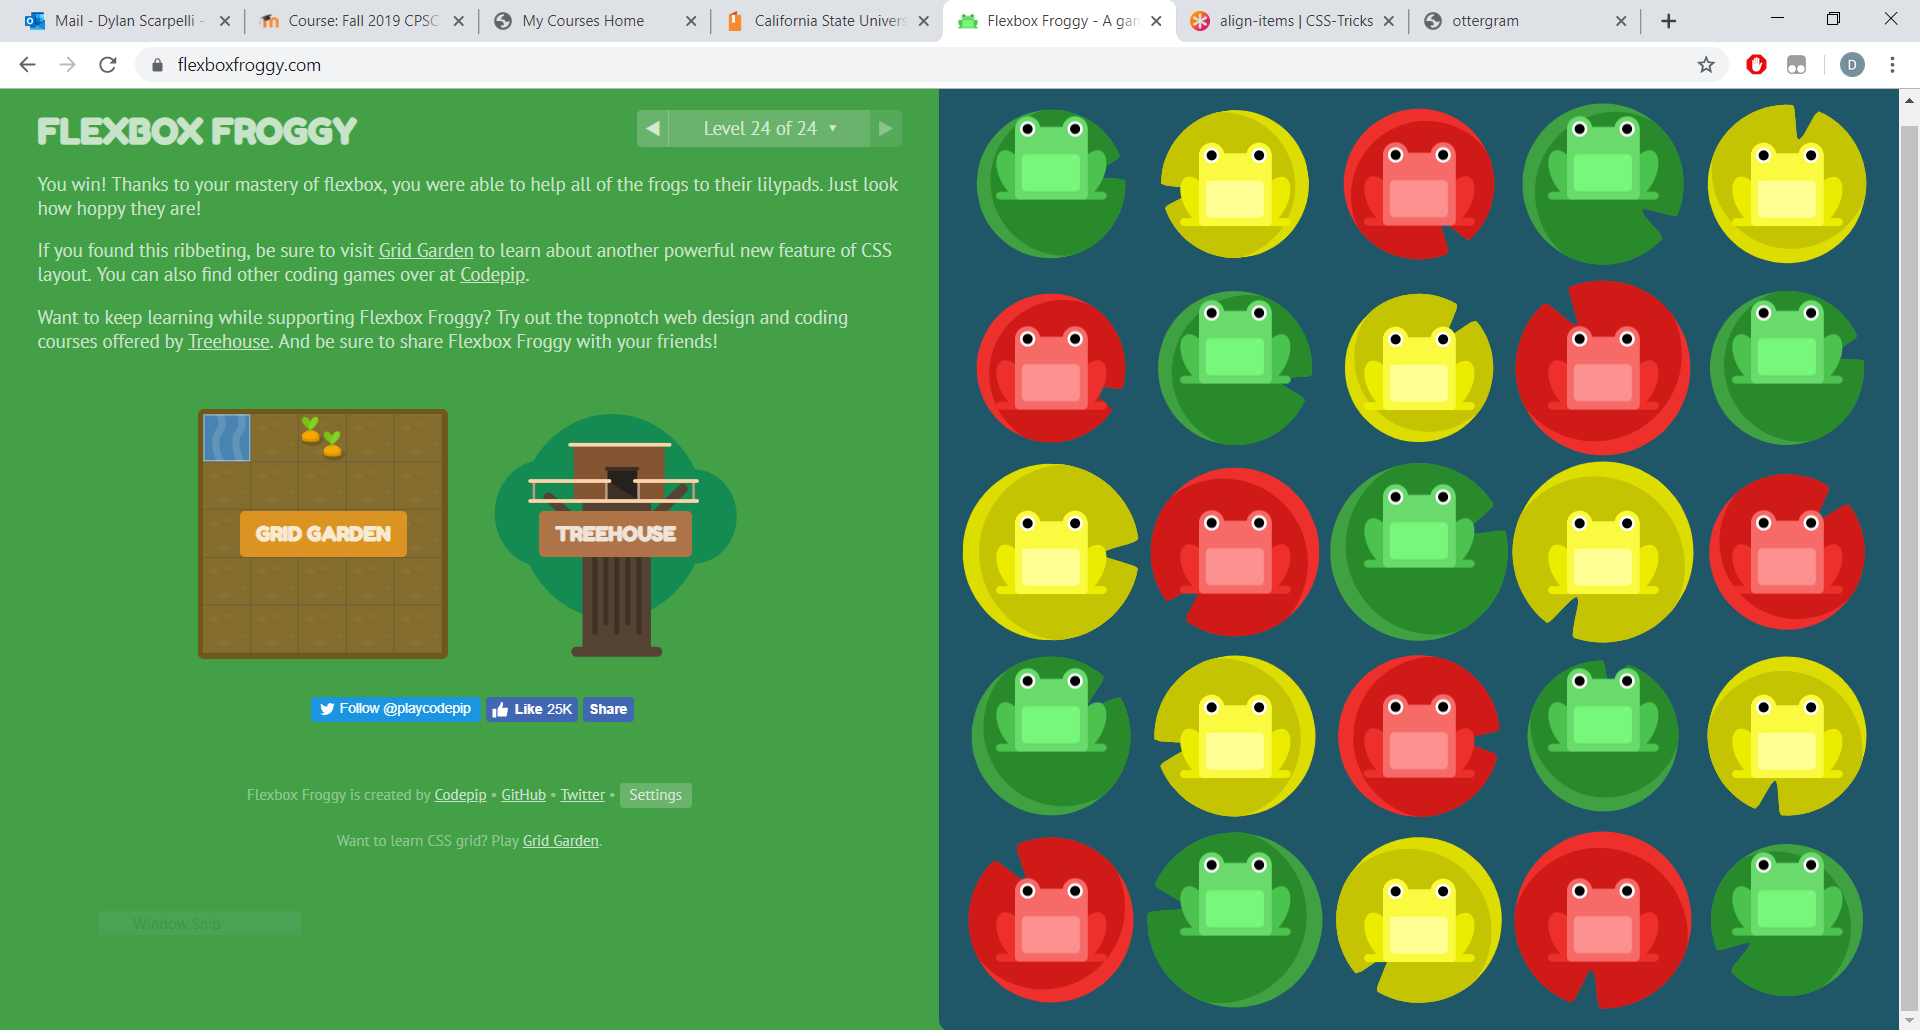 Mail - Dylan Scarpelli -
Course: Fall 2019 CPSC
My Courses Home
California State Univers
Flexbox Froggy - A gam
align-items | CSS-Tricks
ottergram
flexboxfroggy.com
D
FLEXBOX FROGGY
Level 24 of 24
You win! Thanks to your mastery of flexbox, you were able to help all of the frogs to their lilypads. Just look
how hoppy they are!
If you found this ribbeting, be sure to visit Grid Garden to learn about another powerful new feature of CSS
layout. You can also find other coding games over at Codepip.
Want to keep learning while supporting Flexbox Froggy? Try out the topnotch web design and coding
courses offered by Treehouse. And be sure to share Flexbox Froggy with your friends!
GRID GARDEN
TREEHOUSE
Follow @playcodepip
Like 25K
Share
Flexbox Froggy is created by Codepip • GitHub • Twitter • Settings
Want to learn CSS grid? Play Grid Garden.
Window Snip